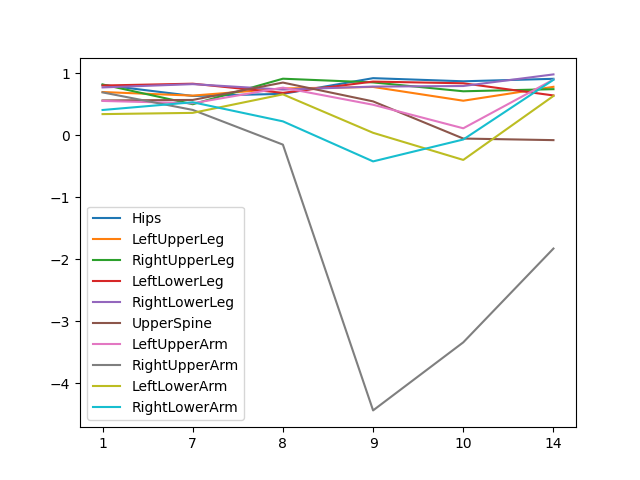 1
0
−1
−2
−3
−4
Hips
LeftUpperLeg
RightUpperLeg
LeftLowerLeg
RightLowerLeg
UpperSpine
LeftUpperArm
RightUpperArm
LeftLowerArm
RightLowerArm
1 7 8 9 10 14